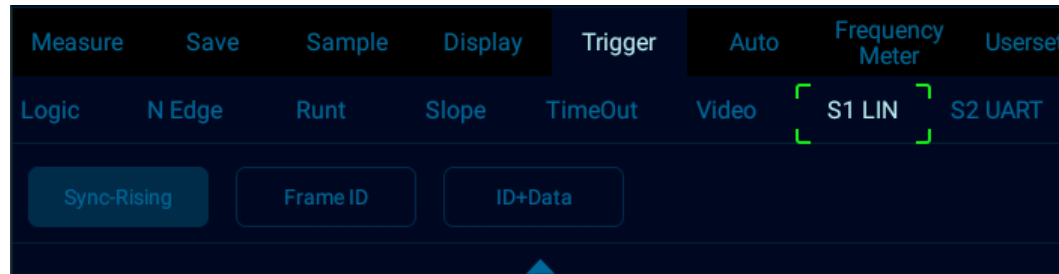 Measure Save Sample Display Trigger Auto Frequency Meter Userset
Logic N Edge Runt Slope TimeOut Video S1 LIN S2 UART
Sync-Rising Frame ID ID+Data